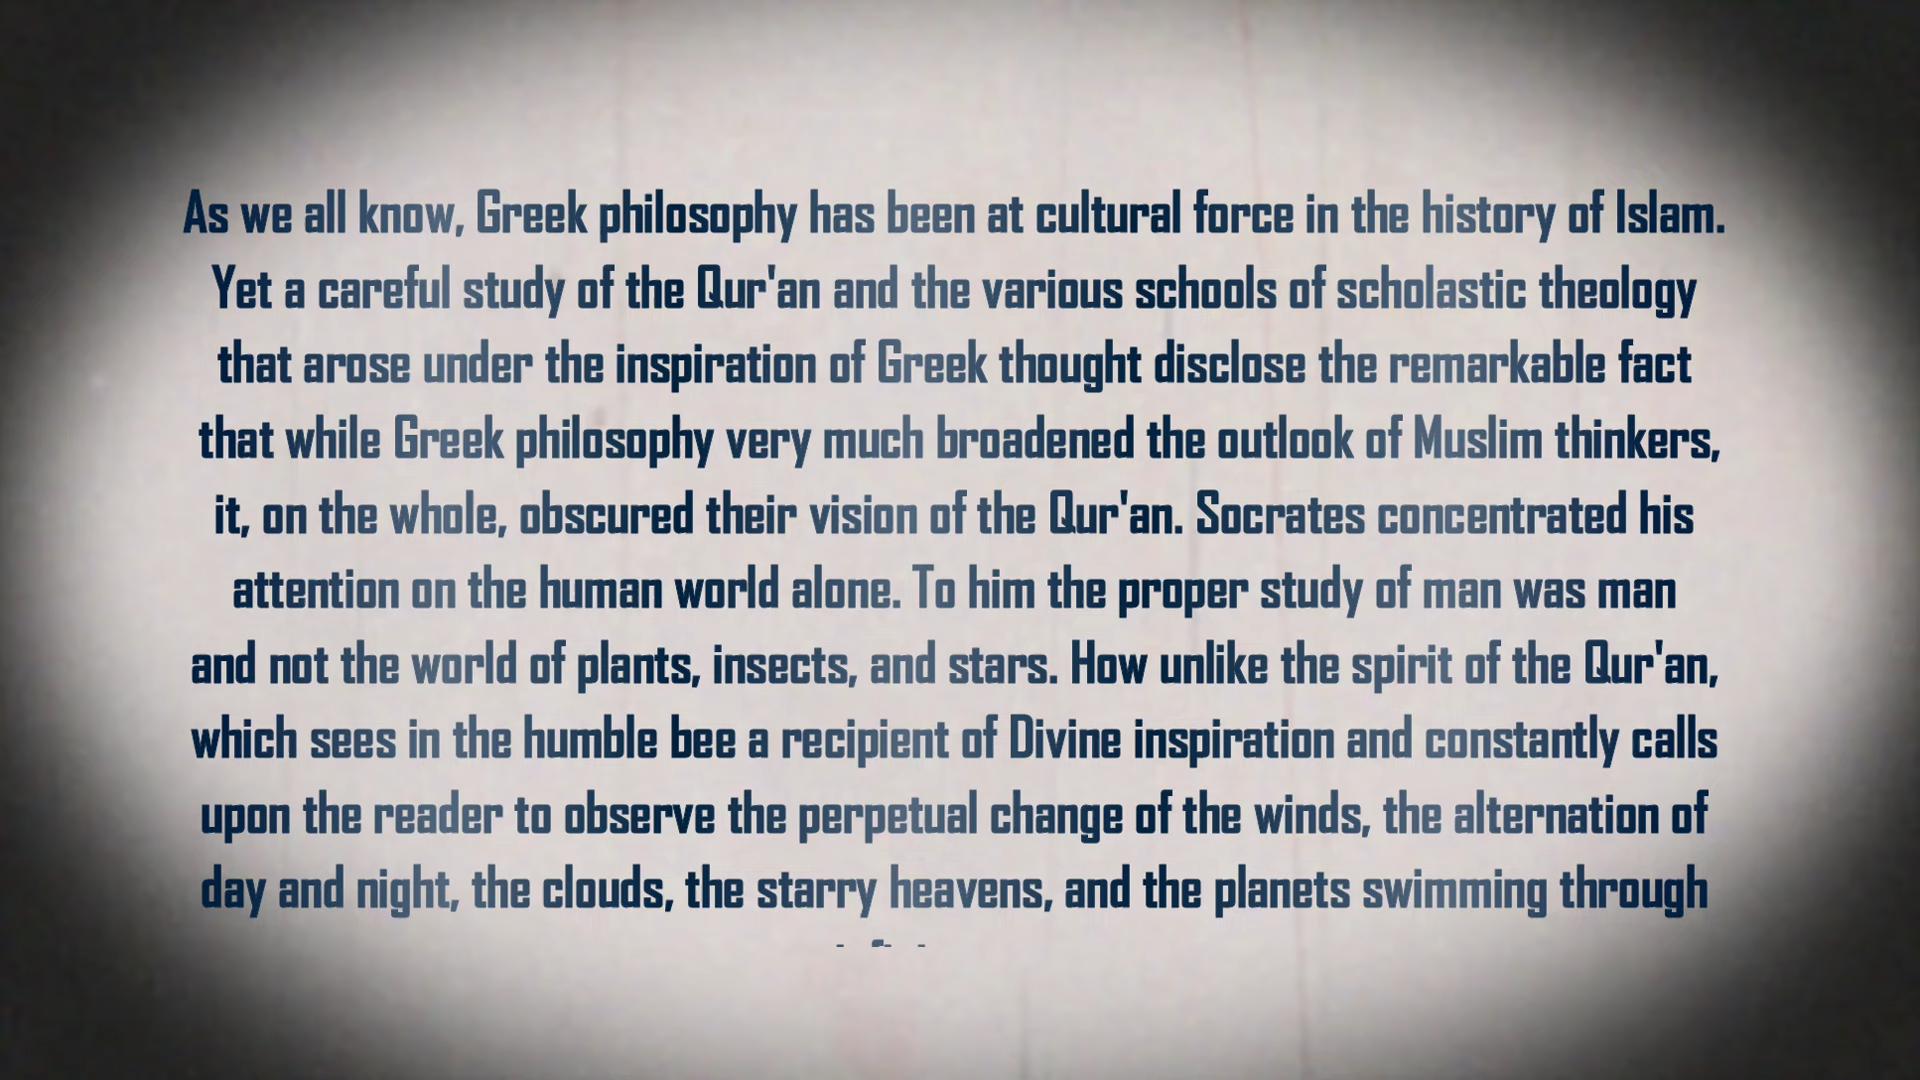 As we all know, Greek philosophy has been at cultural force in the history of Islam.
Yet a careful study of the Qur'an and the various schools of scholastic theology
that arose under the inspiration of Greek thought disclose the remarkable fact
that while Greek philosophy very much broadened the outlook of Muslim thinkers,
it, on the whole, obscured their vision of the Qur'an. Socrates concentrated his
attention on the human world alone. To him the proper study of man was man
and not the world of plants, insects, and stars. How unlike the spirit of the Qur'an,
which sees in the humble bee a recipient of Divine inspiration and constantly calls
upon the reader to observe the perpetual change of the winds, the alternation of
day and night, the clouds, the starry heavens, and the planets swimming through